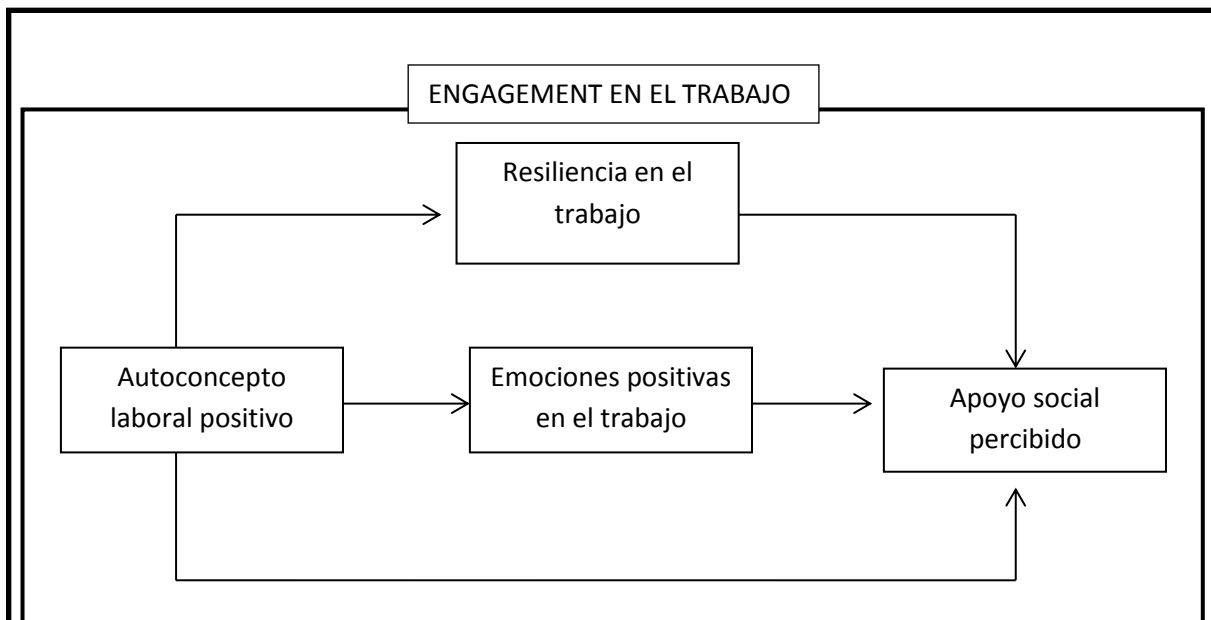 ENGAGEMENT EN EL TRABAJO
Resiliencia en el
trabajo
Autoconcepto
laboral positivo
Emociones positivas
en el trabajo
Apoyo social
percibido